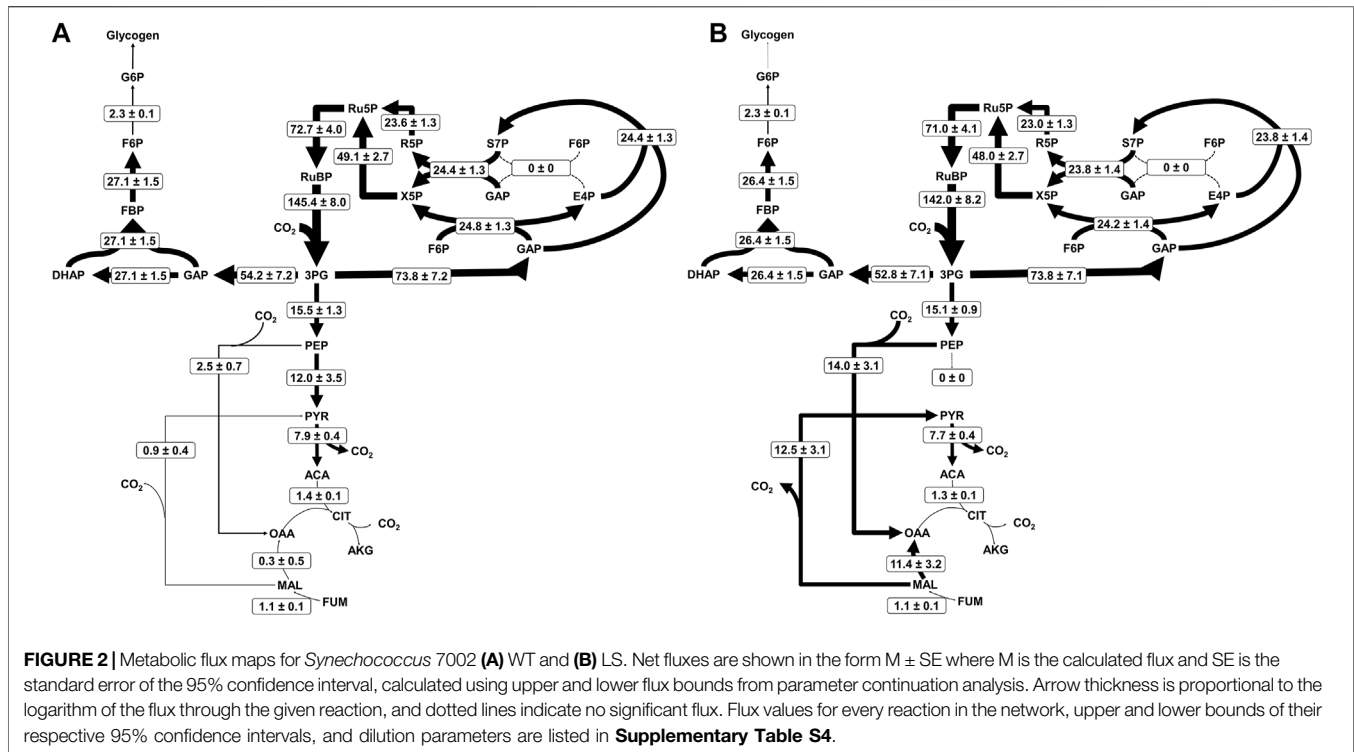 A
Glycogen
G6P
2.3 ± 0.1
F6P
27.1 ± 1.5
FBP
27.1 ± 1.5
DHAP
27.1 ± 1.5
GAP
54.2 ± 7.2
3PG
73.8 ± 7.2
GAP
Ru5P
72.7 ± 4.0
23.6 ± 1.3
R5P
49.1 ± 2.7
RuBP
145.4 ± 8.0
CO2
X5P
S7P
F6P
24.4 ± 1.3
0 ± 0
GAP
E4P
24.4 ± 1.3
24.8 ± 1.3
F6P
15.5 ± 1.3
CO2
PEP
2.5 ± 0.7
12.0 ± 3.5
PYR
0.9 ± 0.4
7.9 ± 0.4
CO2
ACA
CO2
1.4 ± 0.1
CIT
CO2
OAA
AKG
0.3 ± 0.5
MAL
1.1 ± 0.1
FUM
B
Glycogen
G6P
2.3 ± 0.1
F6P
26.4 ± 1.5
FBP
26.4 ± 1.5
DHAP
26.4 ± 1.5
GAP
52.8 ± 7.1
3PG
73.8 ± 7.1
GAP
Ru5P
71.0 ± 4.1
23.0 ± 1.3
R5P
48.0 ± 2.7
RuBP
142.0 ± 8.2
CO2
X5P
S7P
F6P
23.8 ± 1.4
0 ± 0
GAP
E4P
23.8 ± 1.4
24.2 ± 1.4
F6P
15.1 ± 0.9
CO2
PEP
14.0 ± 3.1
0 ± 0
PYR
12.5 ± 3.1
7.7 ± 0.4
CO2
ACA
CO2
1.3 ± 0.1
CIT
CO2
OAA
AKG
11.4 ± 3.2
MAL
1.1 ± 0.1
FUM
FIGURE 2 | Metabolic flux maps for Synechococcus 7002 (A) WT and (B) LS. Net fluxes are shown in the form M ± SE where M is the calculated flux and SE is the
standard error of the 95% confidence interval, calculated using upper and lower flux bounds from parameter continuation analysis. Arrow thickness is proportional to the
logarithm of the flux through the given reaction, and dotted lines indicate no significant flux. Flux values for every reaction in the network, upper and lower bounds of their
respective 95% confidence intervals, and dilution parameters are listed in Supplementary Table S4.